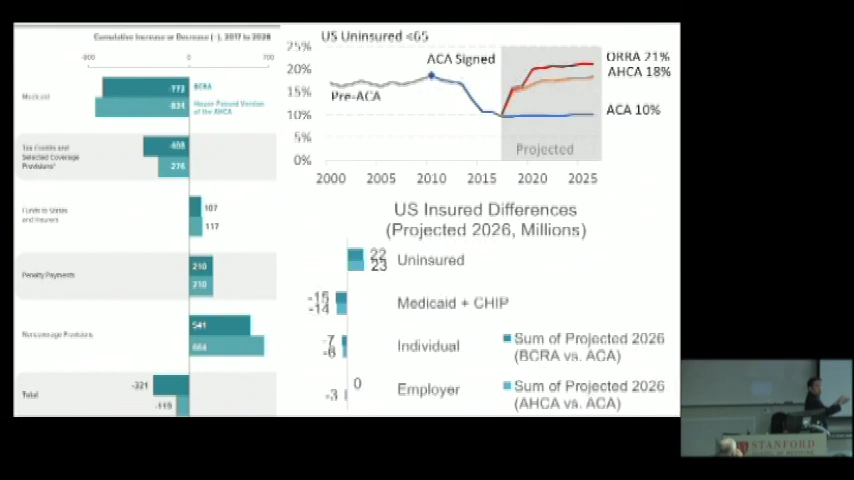 Cumulative Increase or Decrease (-), 2017 to 2026
-800
0
700
Medicaid
-772
BCRA
-834
House Passed Version
of the AHCA
Tax Credits and
Selected Coverage
Provisions
408
276
Funds to States
and Insurers
107
117
Penalty Payments
210
210
Noncoverage Provisions
541
664
Total
-321
-119
US Uninsured <65
25%
20%
15%
10%
5%
0%
ACA Signed
Pre-ACA
Projected
ORRA 21%
AHCA 18%
ACA 10%
2000
2005
2010
2015
2020
2025
US Insured Differences
(Projected 2026, Millions)
22
23
Uninsured
-15
-14
Medicaid + CHIP
-7
-6
Individual
0
-3
Employer
Sum of Projected 2026
(BCRA vs. ACA)
Sum of Projected 2026
(AHCA vs. ACA)
STANFORD